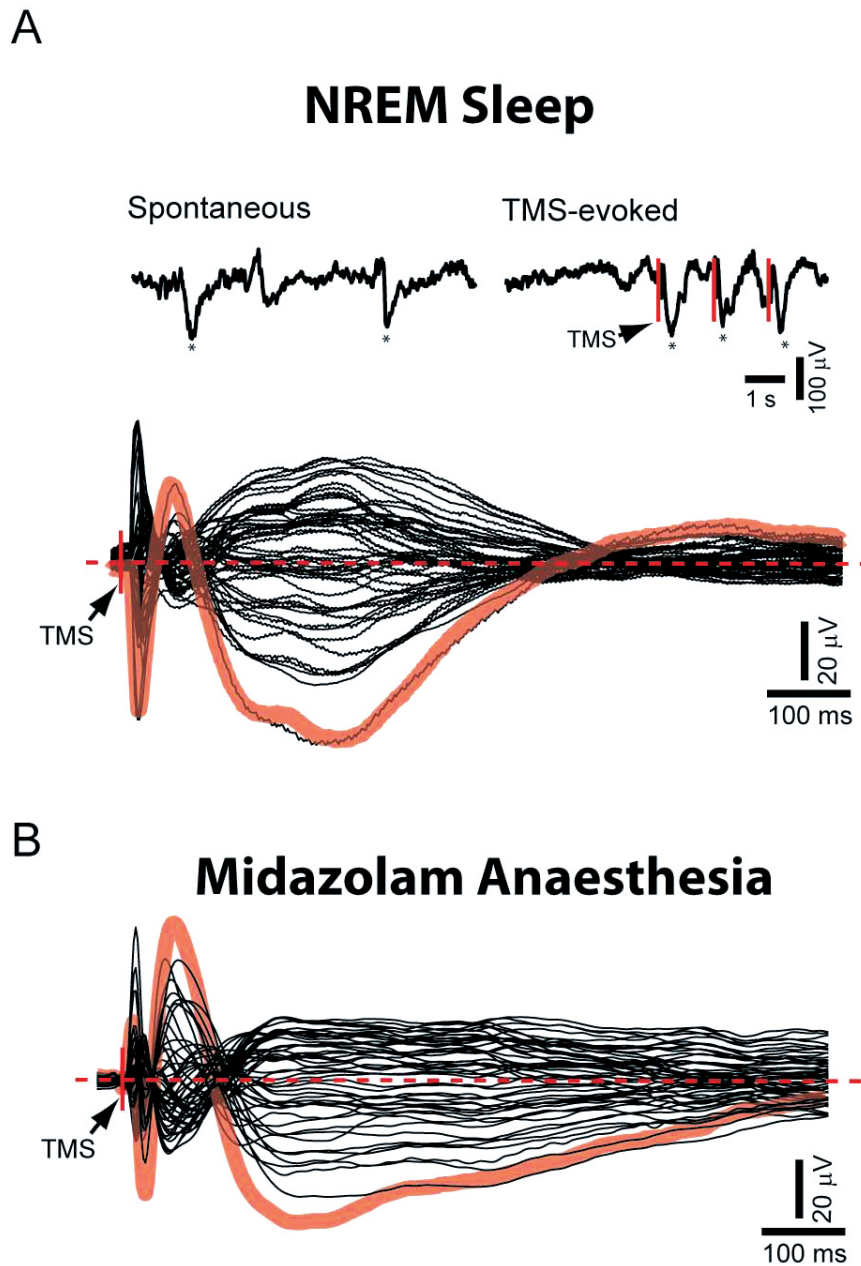 A
NREM Sleep
Spontaneous
TMS-evoked
TMS
*
*
*
*
*
1 s
100 μV
TMS
20 μV
100 ms
B
Midazolam Anaesthesia
TMS
20 μV
100 ms